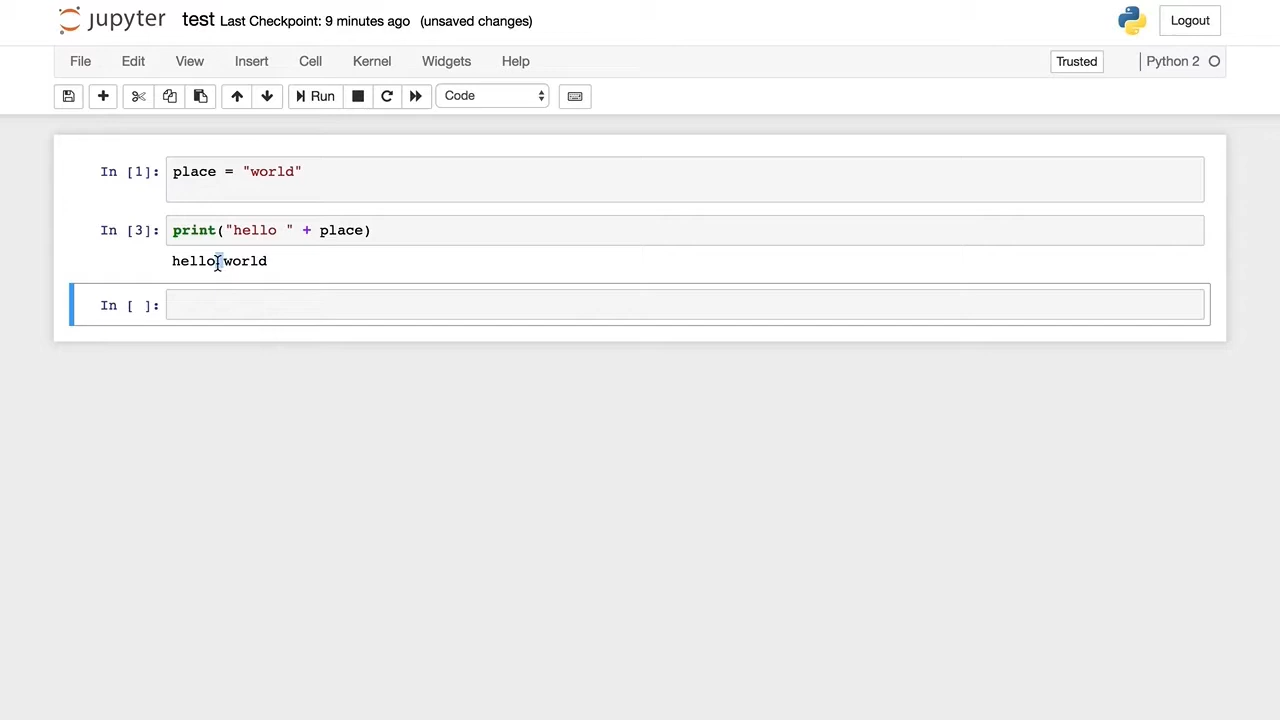 jupyter test Last Checkpoint: 9 minutes ago (unsaved changes) Logout
File Edit View Insert Cell Kernel Widgets Help Trusted Python 2
Run Code
In [1]: place = "world"
In [3]: print("hello " + place)
hello world
In [ ]: